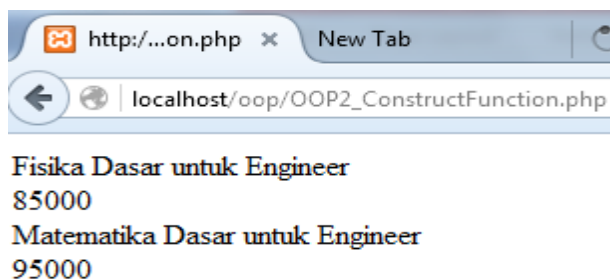 http:/...on.php × New Tab
localhost/oop/OOP2_ConstructFunction.php
Fisika Dasar untuk Engineer
85000
Matematika Dasar untuk Engineer
95000